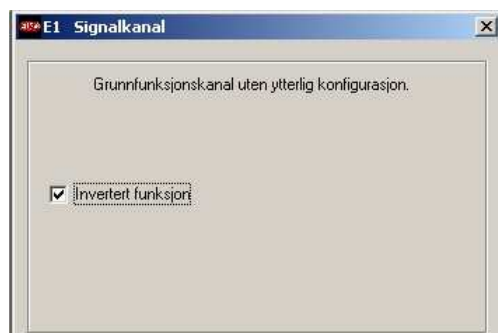 E1 Signalkanal
Grunnfunksjonskanal uten ytterlig konfigurasjon.
Invertert funksjon